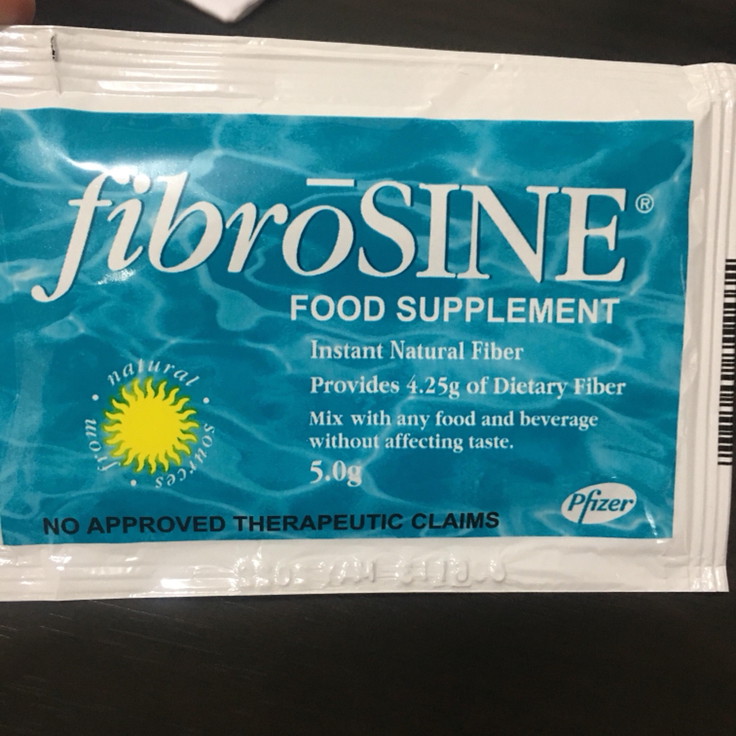 fibrōSINE®
FOOD SUPPLEMENT
Instant Natural Fiber
Provides 4.25g of Dietary Fiber
Mix with any food and beverage
without affecting taste.
5.0g
from · natural · sources ·
Pfizer
NO APPROVED THERAPEUTIC CLAIMS